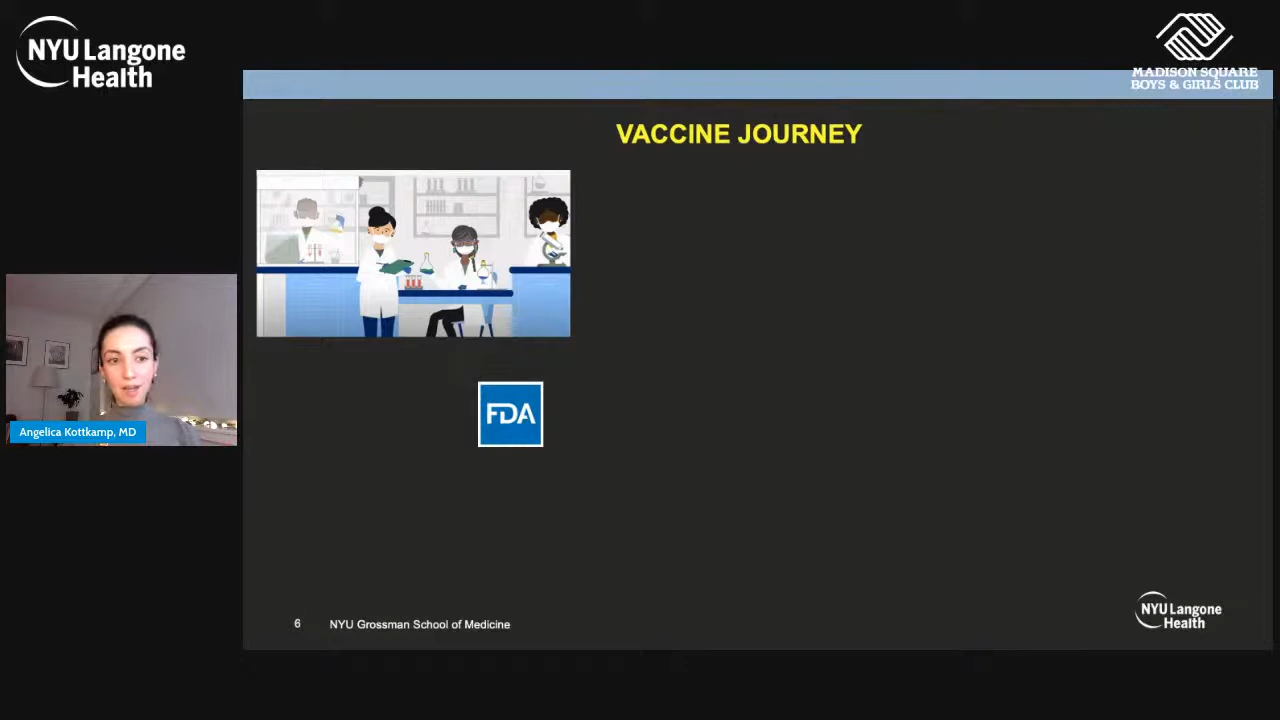 NYU Langone
Health
MADISON SQUARE
BOYS & GIRLS CLUB
VACCINE JOURNEY
Angelica Kottkamp, MD
FDA
6 NYU Grossman School of Medicine
NYU Langone
Health